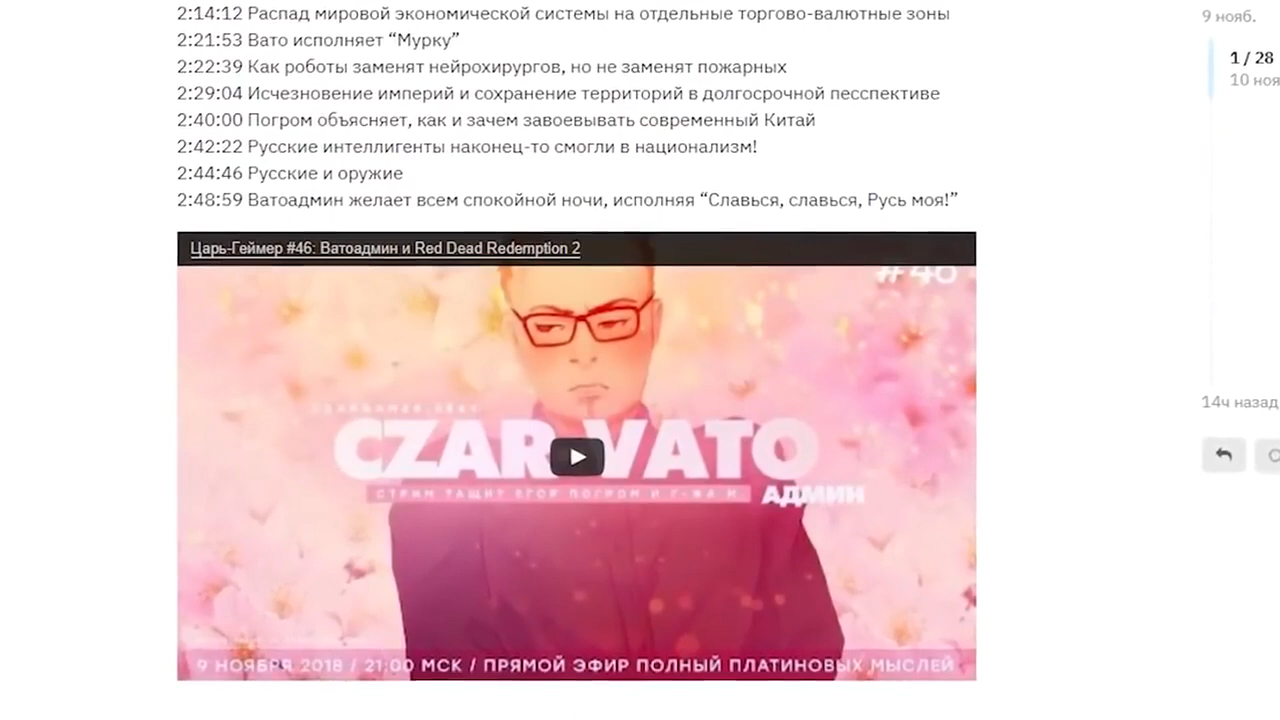 2:14:12 Распад мировой экономической системы на отдельные торгово-валютные зоны
2:21:53 Вато исполняет “Мурку”
2:22:39 Как роботы заменят нейрохирургов, но не заменят пожарных
2:29:04 Исчезновение империй и сохранение территорий в долгосрочной песспективе
2:40:00 Погром объясняет, как и зачем завоевывать современный Китай
2:42:22 Русские интеллигенты наконец-то смогли в национализм!
2:44:46 Русские и оружие
2:48:59 Ватоадмин желает всем спокойной ночи, исполняя “Славься, славься, Русь моя!”
Царь-Геймер #46: Ватоадмин и Red Dead Redemption 2
#46
CZAR VATO
СТРИМ ТАЩИТ ЕГОР ПОГРОМ И
АДМИН
9 НОЯБРЯ 2018 / 21:00 МСК / ПРЯМОЙ ЭФИР ПОЛНЫЙ ПЛАТИНОВЫХ МЫСЛЕЙ
9 нояб.
1 / 28
10 ноя
14ч назад